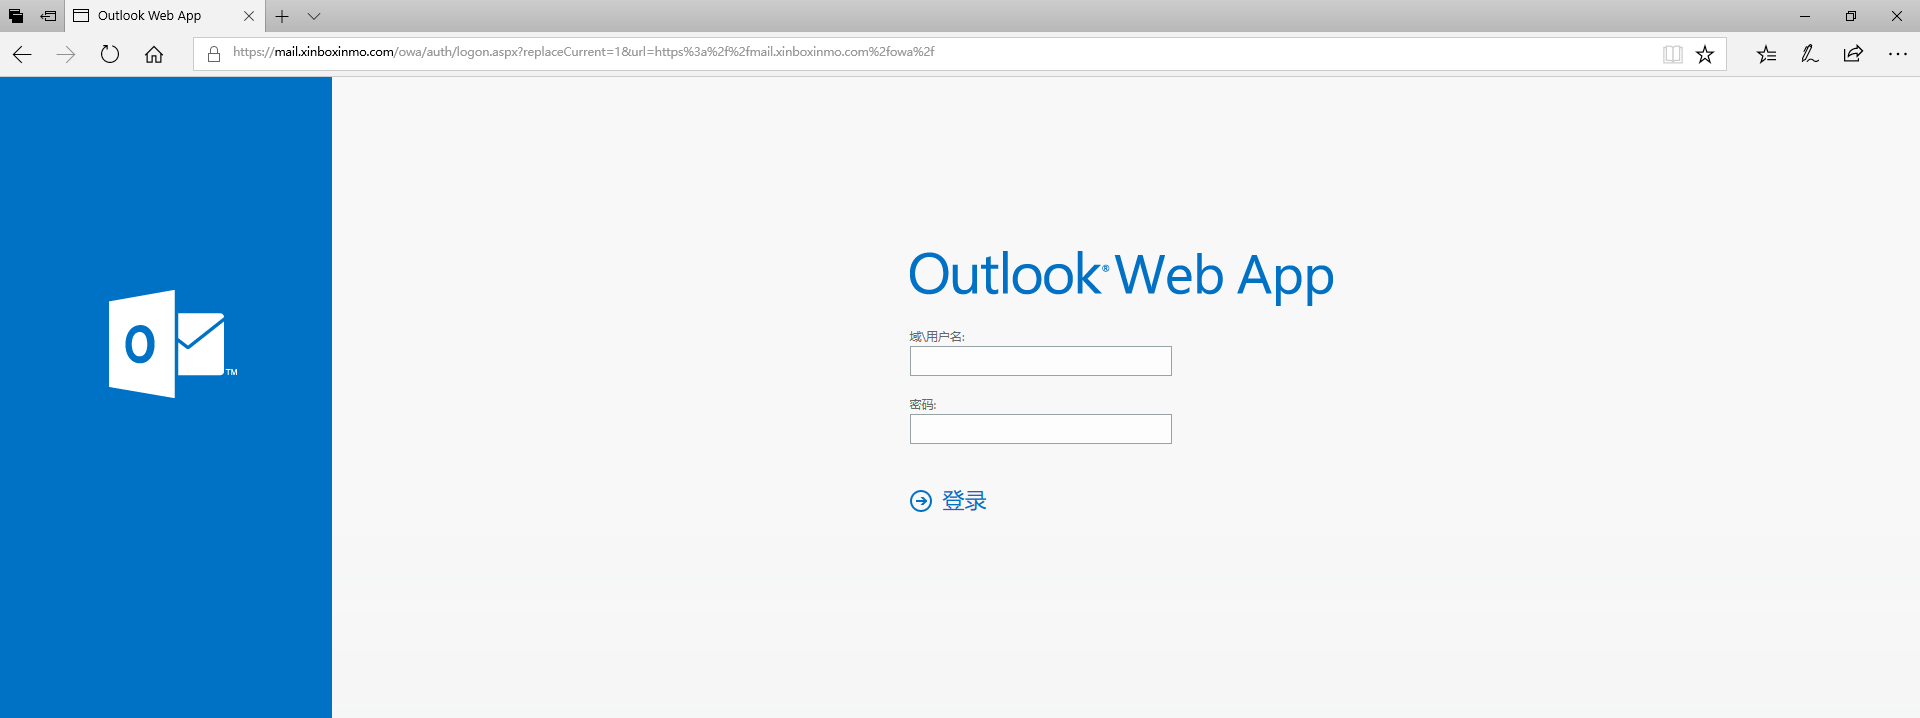 Outlook Web App
https://mail.xinboxinmo.com/owa/auth/logon.aspx?replaceCurrent=1&url=https%3a%2f%2fmail.xinboxinmo.com%2fowa%2f
O
TM
Outlook® Web App
域\用户名:
密码:
登录